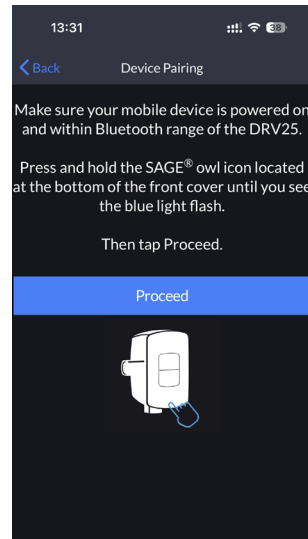 13:31
38
Back
Device Pairing
Make sure your mobile device is powered on
and within Bluetooth range of the DRV25.
Press and hold the SAGE® owl icon located
at the bottom of the front cover until you see
the blue light flash.
Then tap Proceed.
Proceed